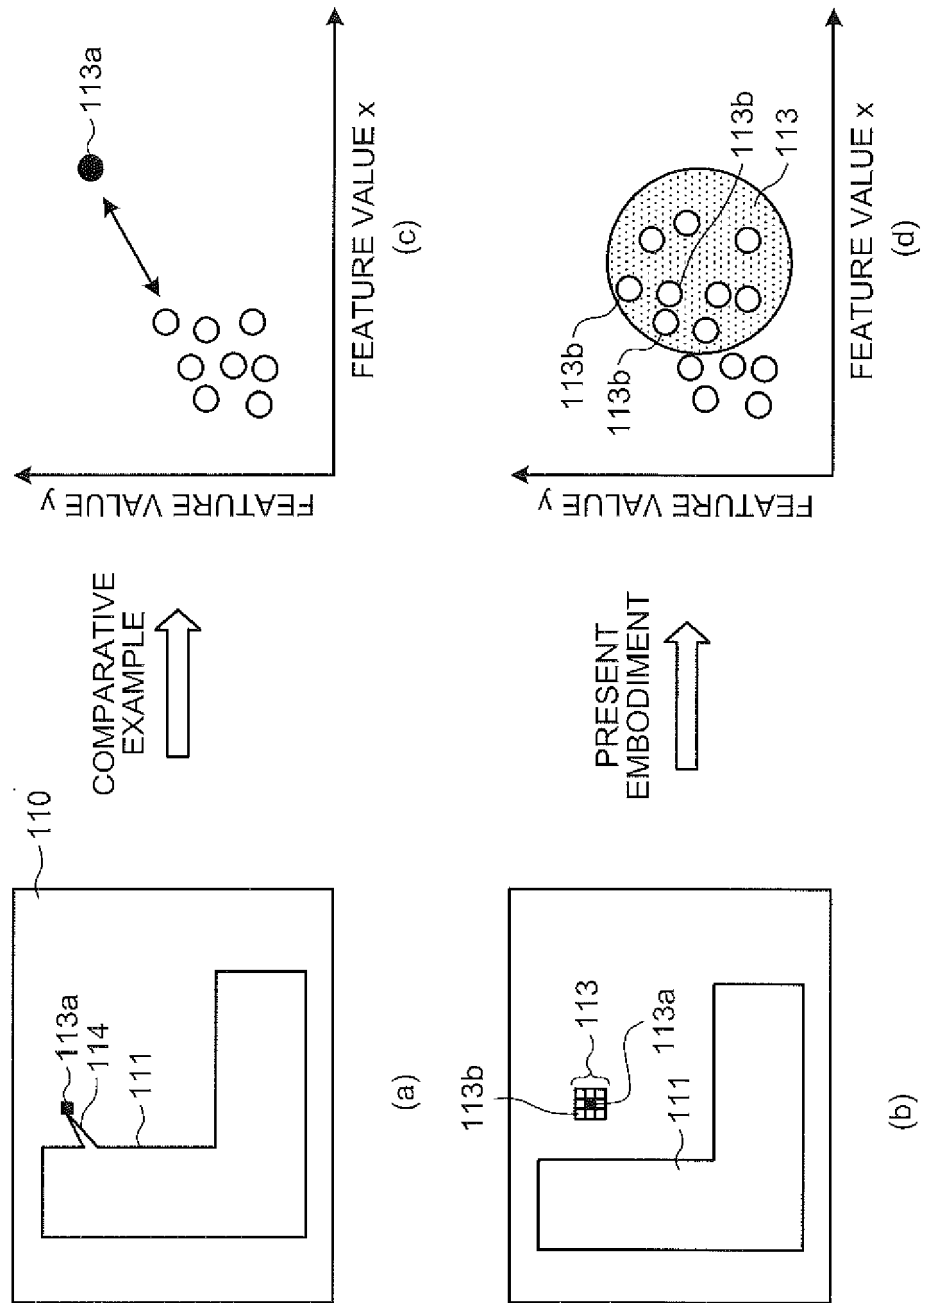 110
113a
114
111
(a)
COMPARATIVE
EXAMPLE
FEATURE VALUE y
113a
FEATURE VALUE x
(c)
113b
113
113a
111
(b)
PRESENT
EMBODIMENT
FEATURE VALUE y
113b
113b
113b
113
FEATURE VALUE x
(d)